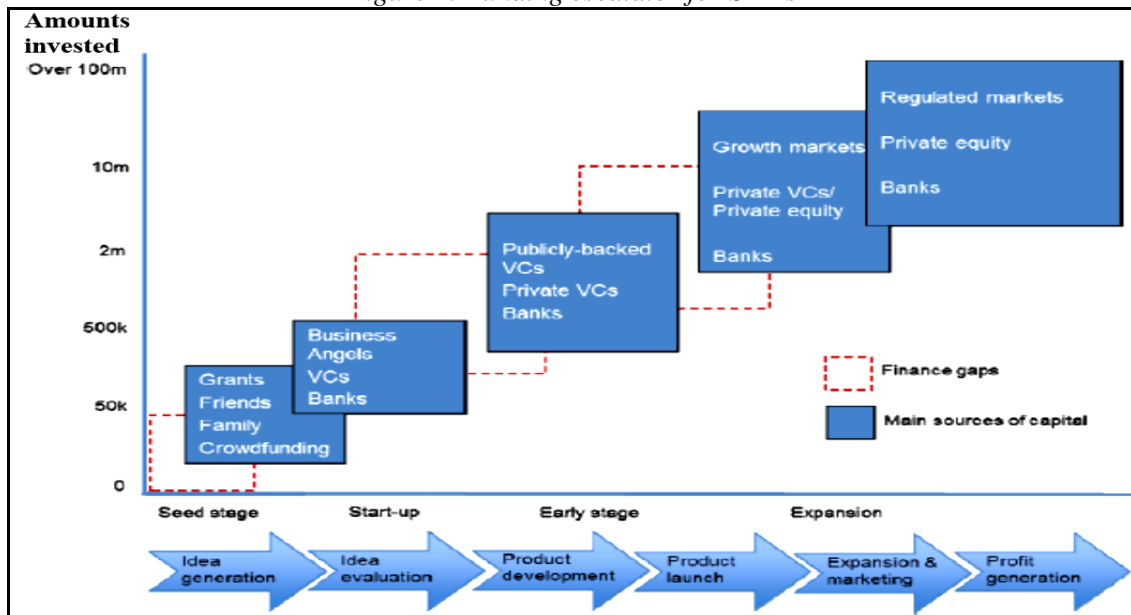 Amounts
invested
Over 100m
10m
2m
500k
50k
0
Regulated markets
Private equity
Banks
Growth markets
Private VCs/
Private equity
Banks
Publicly-backed
VCs
Private VCs
Banks
Business
Angels
VCs
Banks
Grants
Friends
Family
Crowdfunding
Finance gaps
Main sources of capital
Seed stage
Start-up
Early stage
Expansion
Idea
generation
Idea
evaluation
Product
development
Product
launch
Expansion &
marketing
Profit
generation